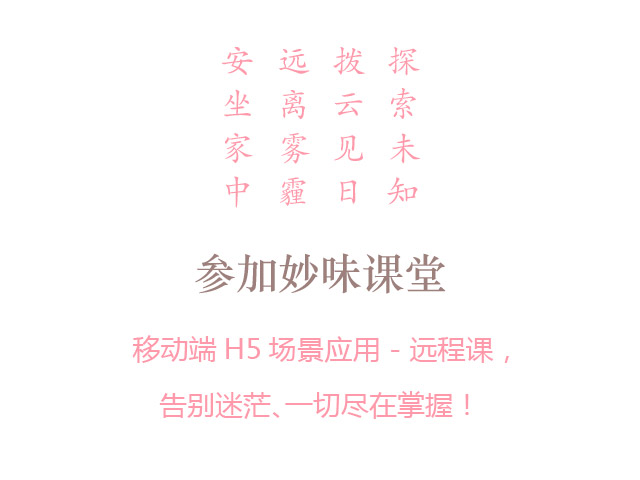 探索未知
拨云见日
远离雾霾
安坐家中
参加妙味课堂
移动端 H5 场景应用 - 远程课，
告别迷茫、一切尽在掌握！